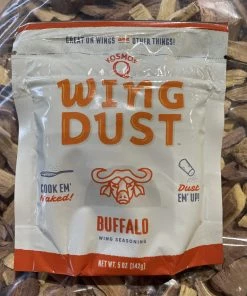 GREAT ON WINGS AND OTHER THINGS!
KOSMOS
Q
WING
DUST
COOK EM'
Naked!
Dust
EM' UP!
BUFFALO
WING SEASONING
NET WT. 5 OZ (142g)